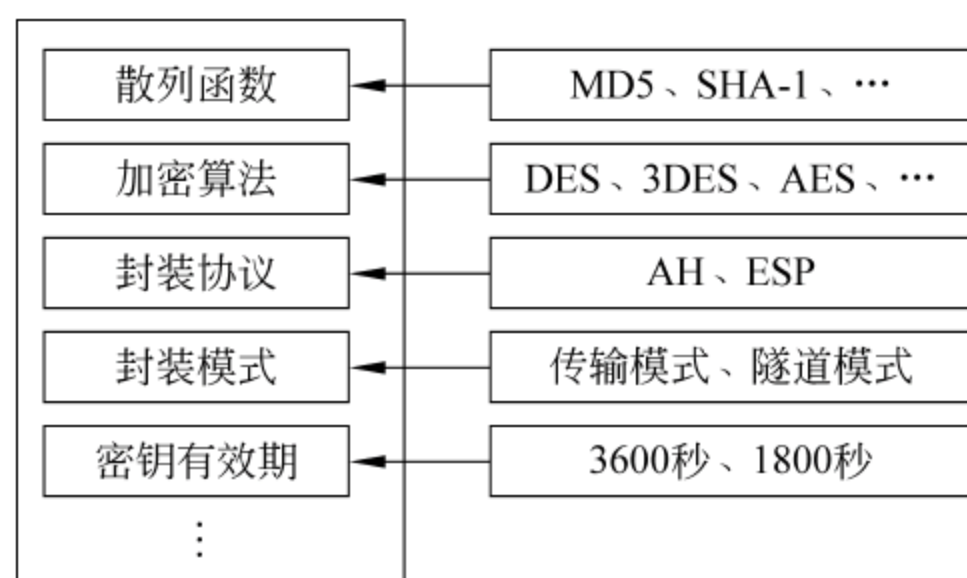 散列函数
MD5、SHA-1、…
加密算法
DES、3DES、AES、…
封装协议
AH、ESP
封装模式
传输模式、隧道模式
密钥有效期
3600秒、1800秒
⋮